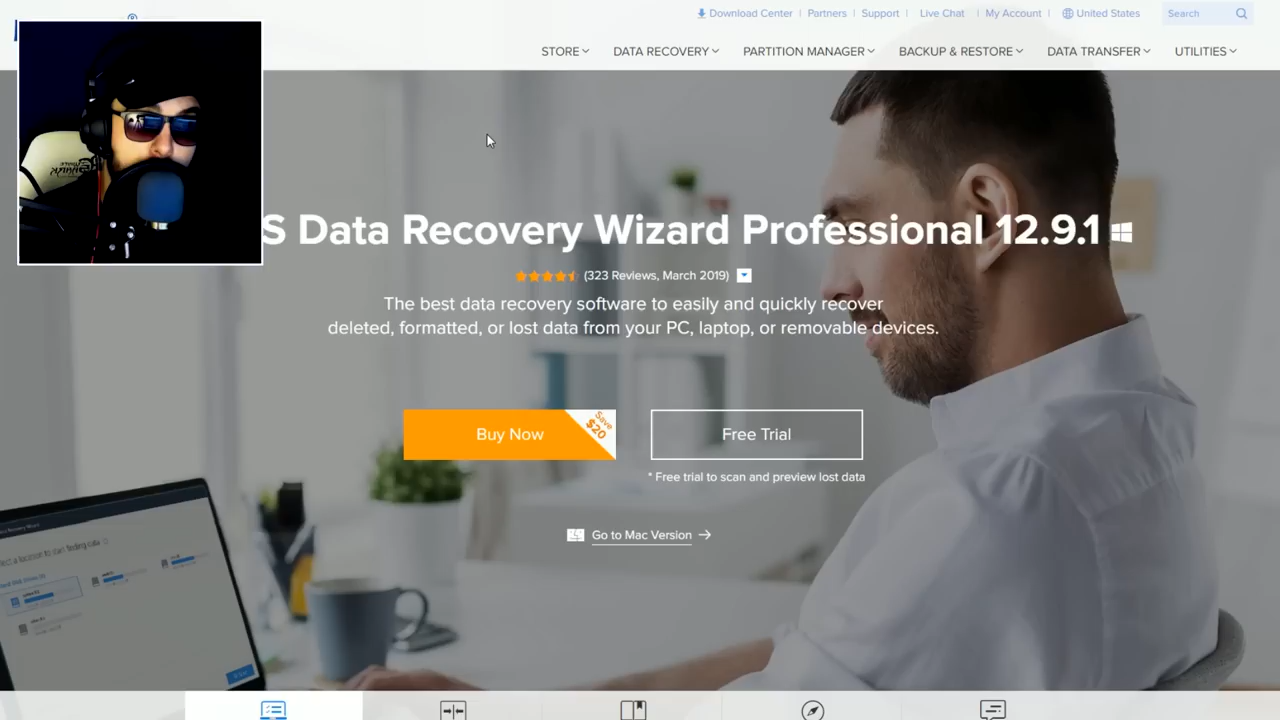 Download Center
Partners
Support
Live Chat
My Account
United States
Search
STORE
DATA RECOVERY
PARTITION MANAGER
BACKUP & RESTORE
DATA TRANSFER
UTILITIES
S Data Recovery Wizard Professional 12.9.1
(323 Reviews, March 2019)
The best data recovery software to easily and quickly recover
deleted, formatted, or lost data from your PC, laptop, or removable devices.
Buy Now
Save
$20
Free Trial
* Free trial to scan and preview lost data
Go to Mac Version